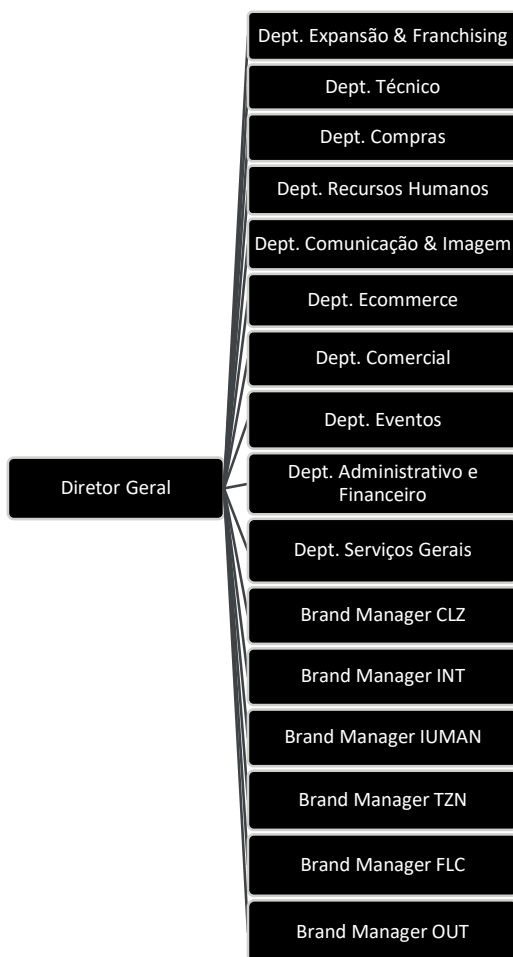 Dept. Expansão & Franchising
Dept. Técnico
Dept. Compras
Dept. Recursos Humanos
Dept. Comunicação & Imagem
Dept. Ecommerce
Dept. Comercial
Dept. Eventos
Diretor Geral
Dept. Administrativo e
Financeiro
Dept. Serviços Gerais
Brand Manager CLZ
Brand Manager INT
Brand Manager IUMAN
Brand Manager TZN
Brand Manager FLC
Brand Manager OUT